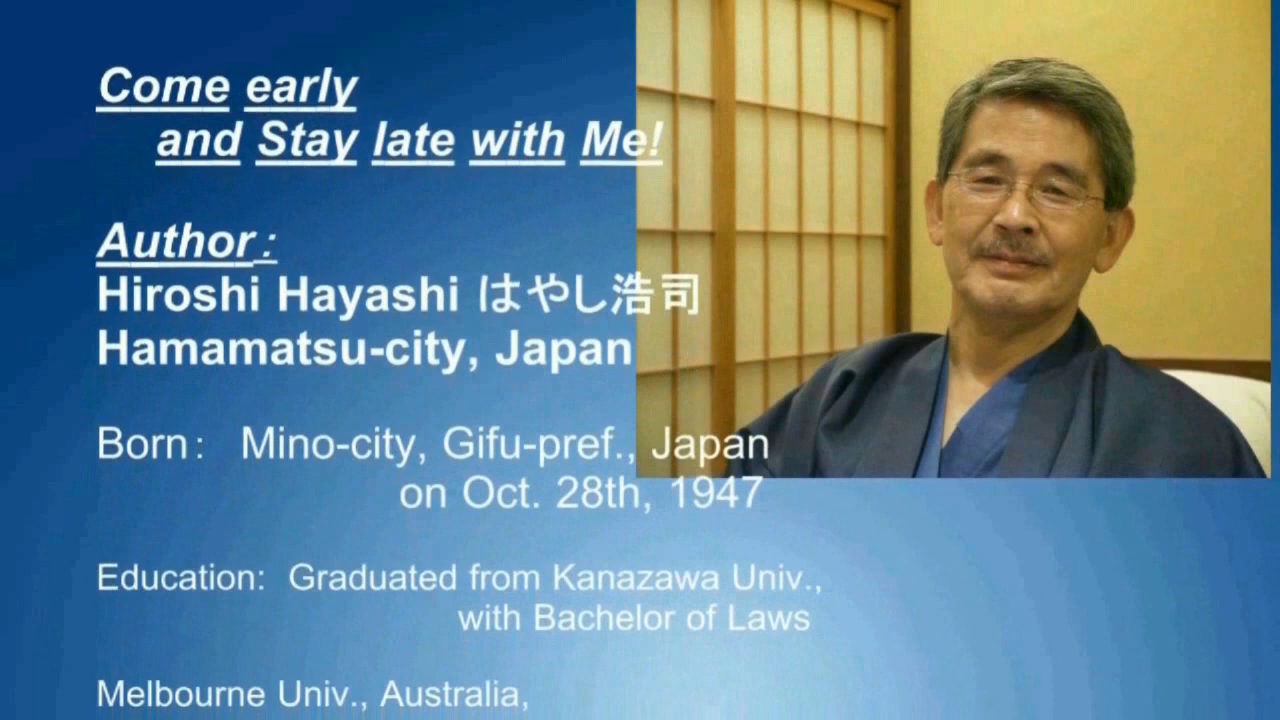 Come early
and Stay late with Me!
Author：
Hiroshi Hayashi はやし浩司
Hamamatsu-city, Japan
Born： Mino-city, Gifu-pref., Japan
on Oct. 28th, 1947
Education: Graduated from Kanazawa Univ.,
with Bachelor of Laws
Melbourne Univ., Australia,